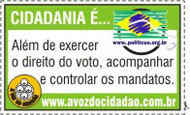 CIDADANIA É...
www.politicus.org.br
Além de exercer
o direito do voto, acompanhar
e controlar os mandatos.
www.avozdocidadao.com.br